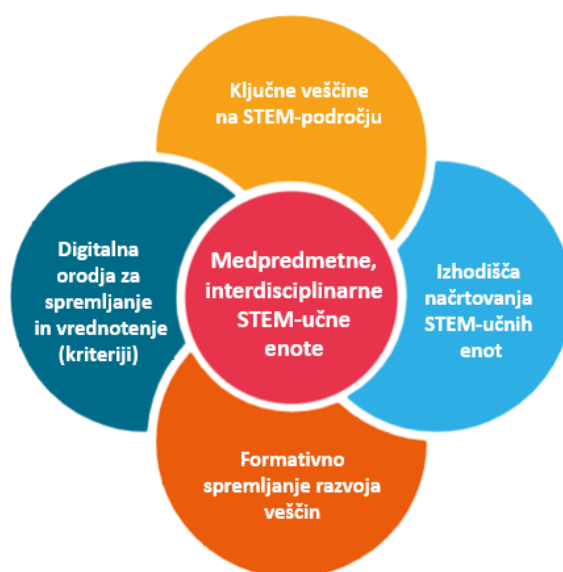 Ključne veščine
na STEM-področju
Digitalna
orodja za
spremljanje
in vrednotenje
(kriteriji)
Medpredmetne,
interdisciplinarne
STEM-učne
enote
Izhodišča
načrtovanja
STEM-učnih
enot
Formativno
spremljanje razvoja
veščin